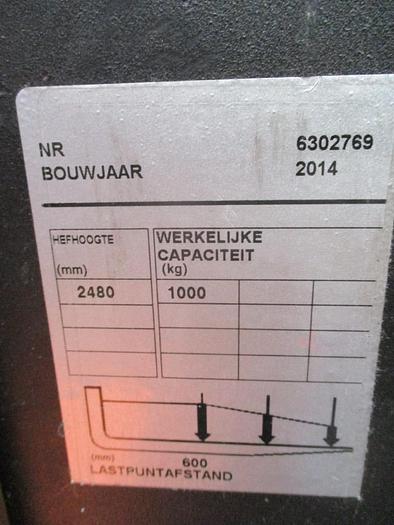 NR 6302769
BOUWJAAR 2014
HEFHOOGTE WERKELIJKE
CAPACITEIT
(mm) (kg)
2480 1000
(mm) 600
LASTPUNTAFSTAND